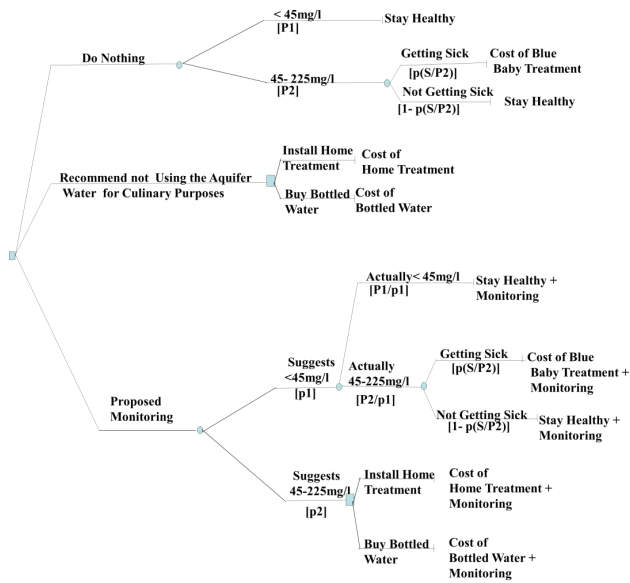 < 45mg/l
[P1]
Stay Healthy
Do Nothing
45- 225mg/l
[P2]
Getting Sick
[p(S/P2)]
Cost of Blue
Baby Treatment
Not Getting Sick
[1- p(S/P2)]
Stay Healthy
Recommend not Using the Aquifer
Water for Culinary Purposes
Install Home
Treatment
Cost of
Home Treatment
Buy Bottled
Water
Cost of
Bottled Water
Actually< 45mg/l
[P1/p1]
Stay Healthy +
Monitoring
Suggests
<45mg/l
[p1]
Actually
45-225mg/l
[P2/p1]
Getting Sick
[p(S/P2)]
Cost of Blue
Baby Treatment +
Monitoring
Not Getting Sick
[1- p(S/P2)]
Stay Healthy +
Monitoring
Proposed
Monitoring
Suggests
45-225mg/l
[p2]
Install Home
Treatment
Cost of
Home Treatment +
Monitoring
Buy Bottled
Water
Cost of
Bottled Water +
Monitoring